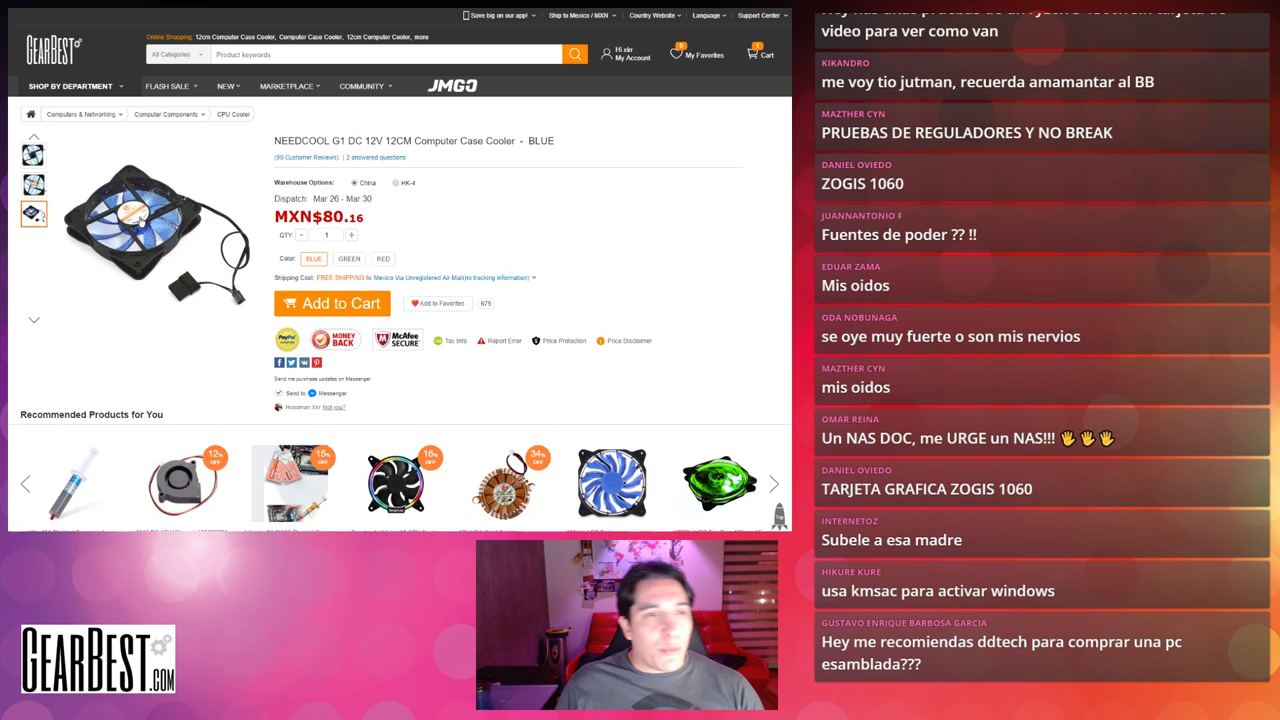 Save big on our app!
Ship to Mexico / MXN
Country Website
Language
Support Center
GEARBEST
Online Shopping: 12cm Computer Case Cooler, Computer Case Cooler, 12cm Computer Cooler, more
All Categories
Product keywords
Hi xlrr
My Account
My Favorites
1
Cart
SHOP BY DEPARTMENT
FLASH SALE
NEW
MARKETPLACE
COMMUNITY
JMGO
Computers & Networking
Computer Components
CPU Cooler
NEEDCOOL G1 DC 12V 12CM Computer Case Cooler - BLUE
(90 Customer Reviews) | 2 answered questions
Warehouse Options: China HK-4
Dispatch: Mar 26 - Mar 30
MXN$80.16
QTY: - 1 +
Color: BLUE GREEN RED
Shipping Cost: FREE SHIPPING to Mexico Via Unregistered Air Mail(no tracking information)
Add to Cart
Add to Favorites
675
PayPal
MONEY BACK
McAfee SECURE
Tax Info
Report Error
Price Protection
Price Disclaimer
Send me purchase updates on Messenger
Send to Messenger
Hoodman Xlrr Not you?
Recommended Products for You
12% OFF
15% OFF
16% OFF
34% OFF
Top
GEARBEST.COM
video para ver como van
KIKANDRO
me voy tio jutman, recuerda amamantar al BB
MAZTHER CYN
PRUEBAS DE REGULADORES Y NO BREAK
DANIEL OVIEDO
ZOGIS 1060
JUANNANTONIO F
Fuentes de poder ?? !!
EDUAR ZAMA
Mis oidos
ODA NOBUNAGA
se oye muy fuerte o son mis nervios
MAZTHER CYN
mis oidos
OMAR REINA
Un NAS DOC, me URGE un NAS!!! 🖐🖐🖐
DANIEL OVIEDO
TARJETA GRAFICA ZOGIS 1060
INTERNETOZ
Subele a esa madre
HIKURE KURE
usa kmsac para activar windows
GUSTAVO ENRIQUE BARBOSA GARCIA
Hey me recomiendas ddtech para comprar una pc
esamblada???